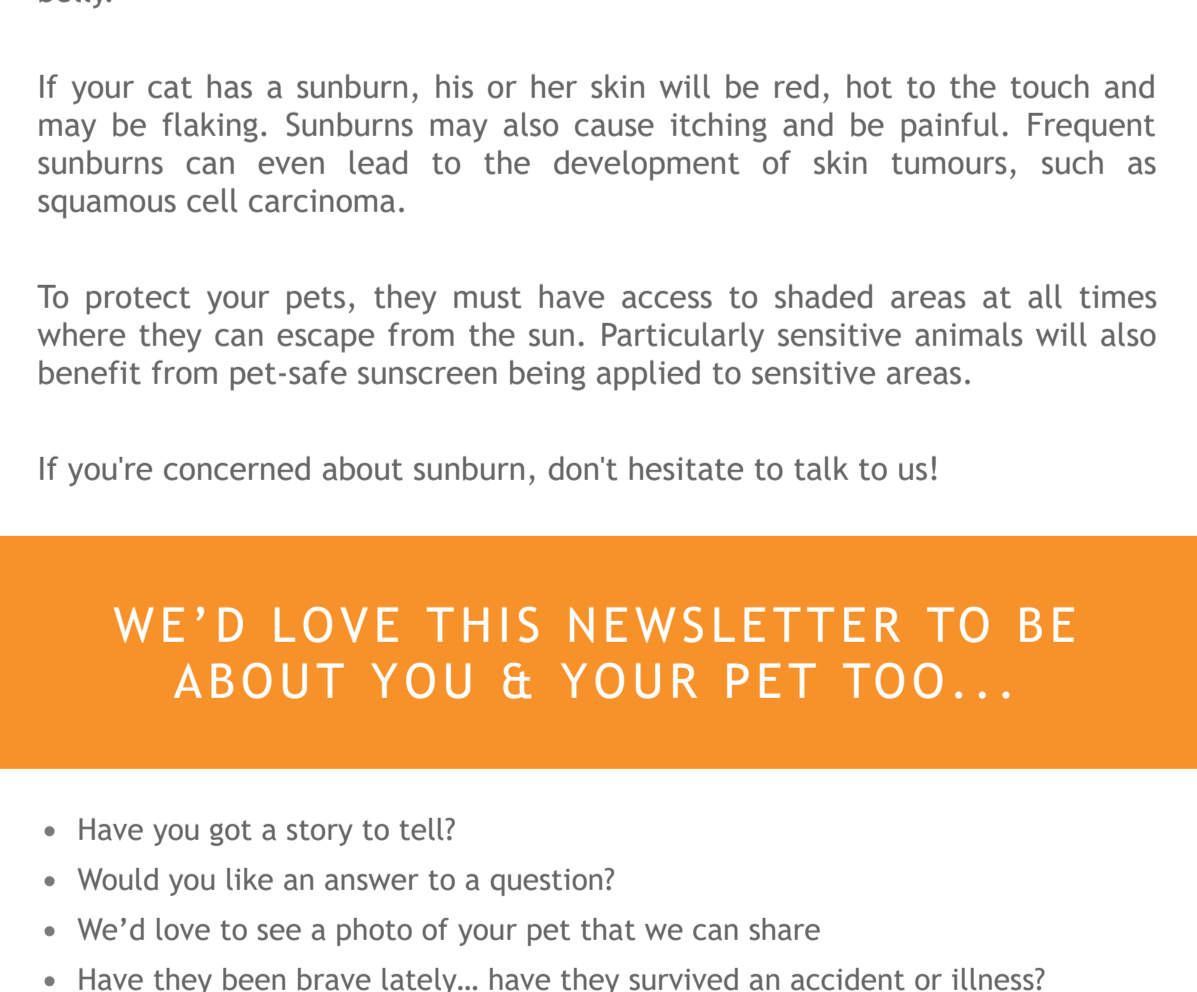 If your cat has a sunburn, his or her skin will be red, hot to the touch and
may be flaking. Sunburns may also cause itching and be painful. Frequent
sunburns can even lead to the development of skin tumours, such as
squamous cell carcinoma.
To protect your pets, they must have access to shaded areas at all times
where they can escape from the sun. Particularly sensitive animals will also
benefit from pet-safe sunscreen being applied to sensitive areas.
If you're concerned about sunburn, don't hesitate to talk to us!
WE’D LOVE THIS NEWSLETTER TO BE
ABOUT YOU & YOUR PET TOO...
• Have you got a story to tell?
• Would you like an answer to a question?
• We’d love to see a photo of your pet that we can share
• Have they been brave lately… have they survived an accident or illness?